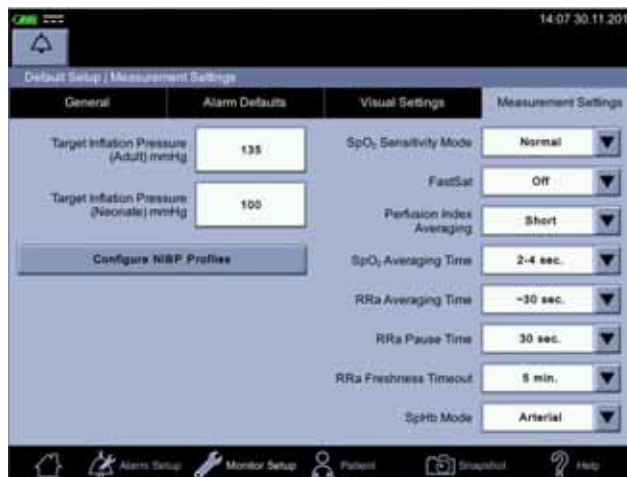 14:07 30.11.201
Default Setup | Measurement Settings
General
Alarm Defaults
Visual Settings
Measurement Settings
Target Inflation Pressure
(Adult) mmHg
135
Target Inflation Pressure
(Neonate) mmHg
100
Configure NIBP Profiles
SpO₂ Sensitivity Mode
Normal
FastSat
Off
Perfusion Index
Averaging
Short
SpO₂ Averaging Time
2-4 sec.
RRa Averaging Time
~30 sec.
RRa Pause Time
30 sec.
RRa Freshness Timeout
5 min.
SpHb Mode
Arterial
Alarm Setup
Monitor Setup
Patient
Snapshot
Help